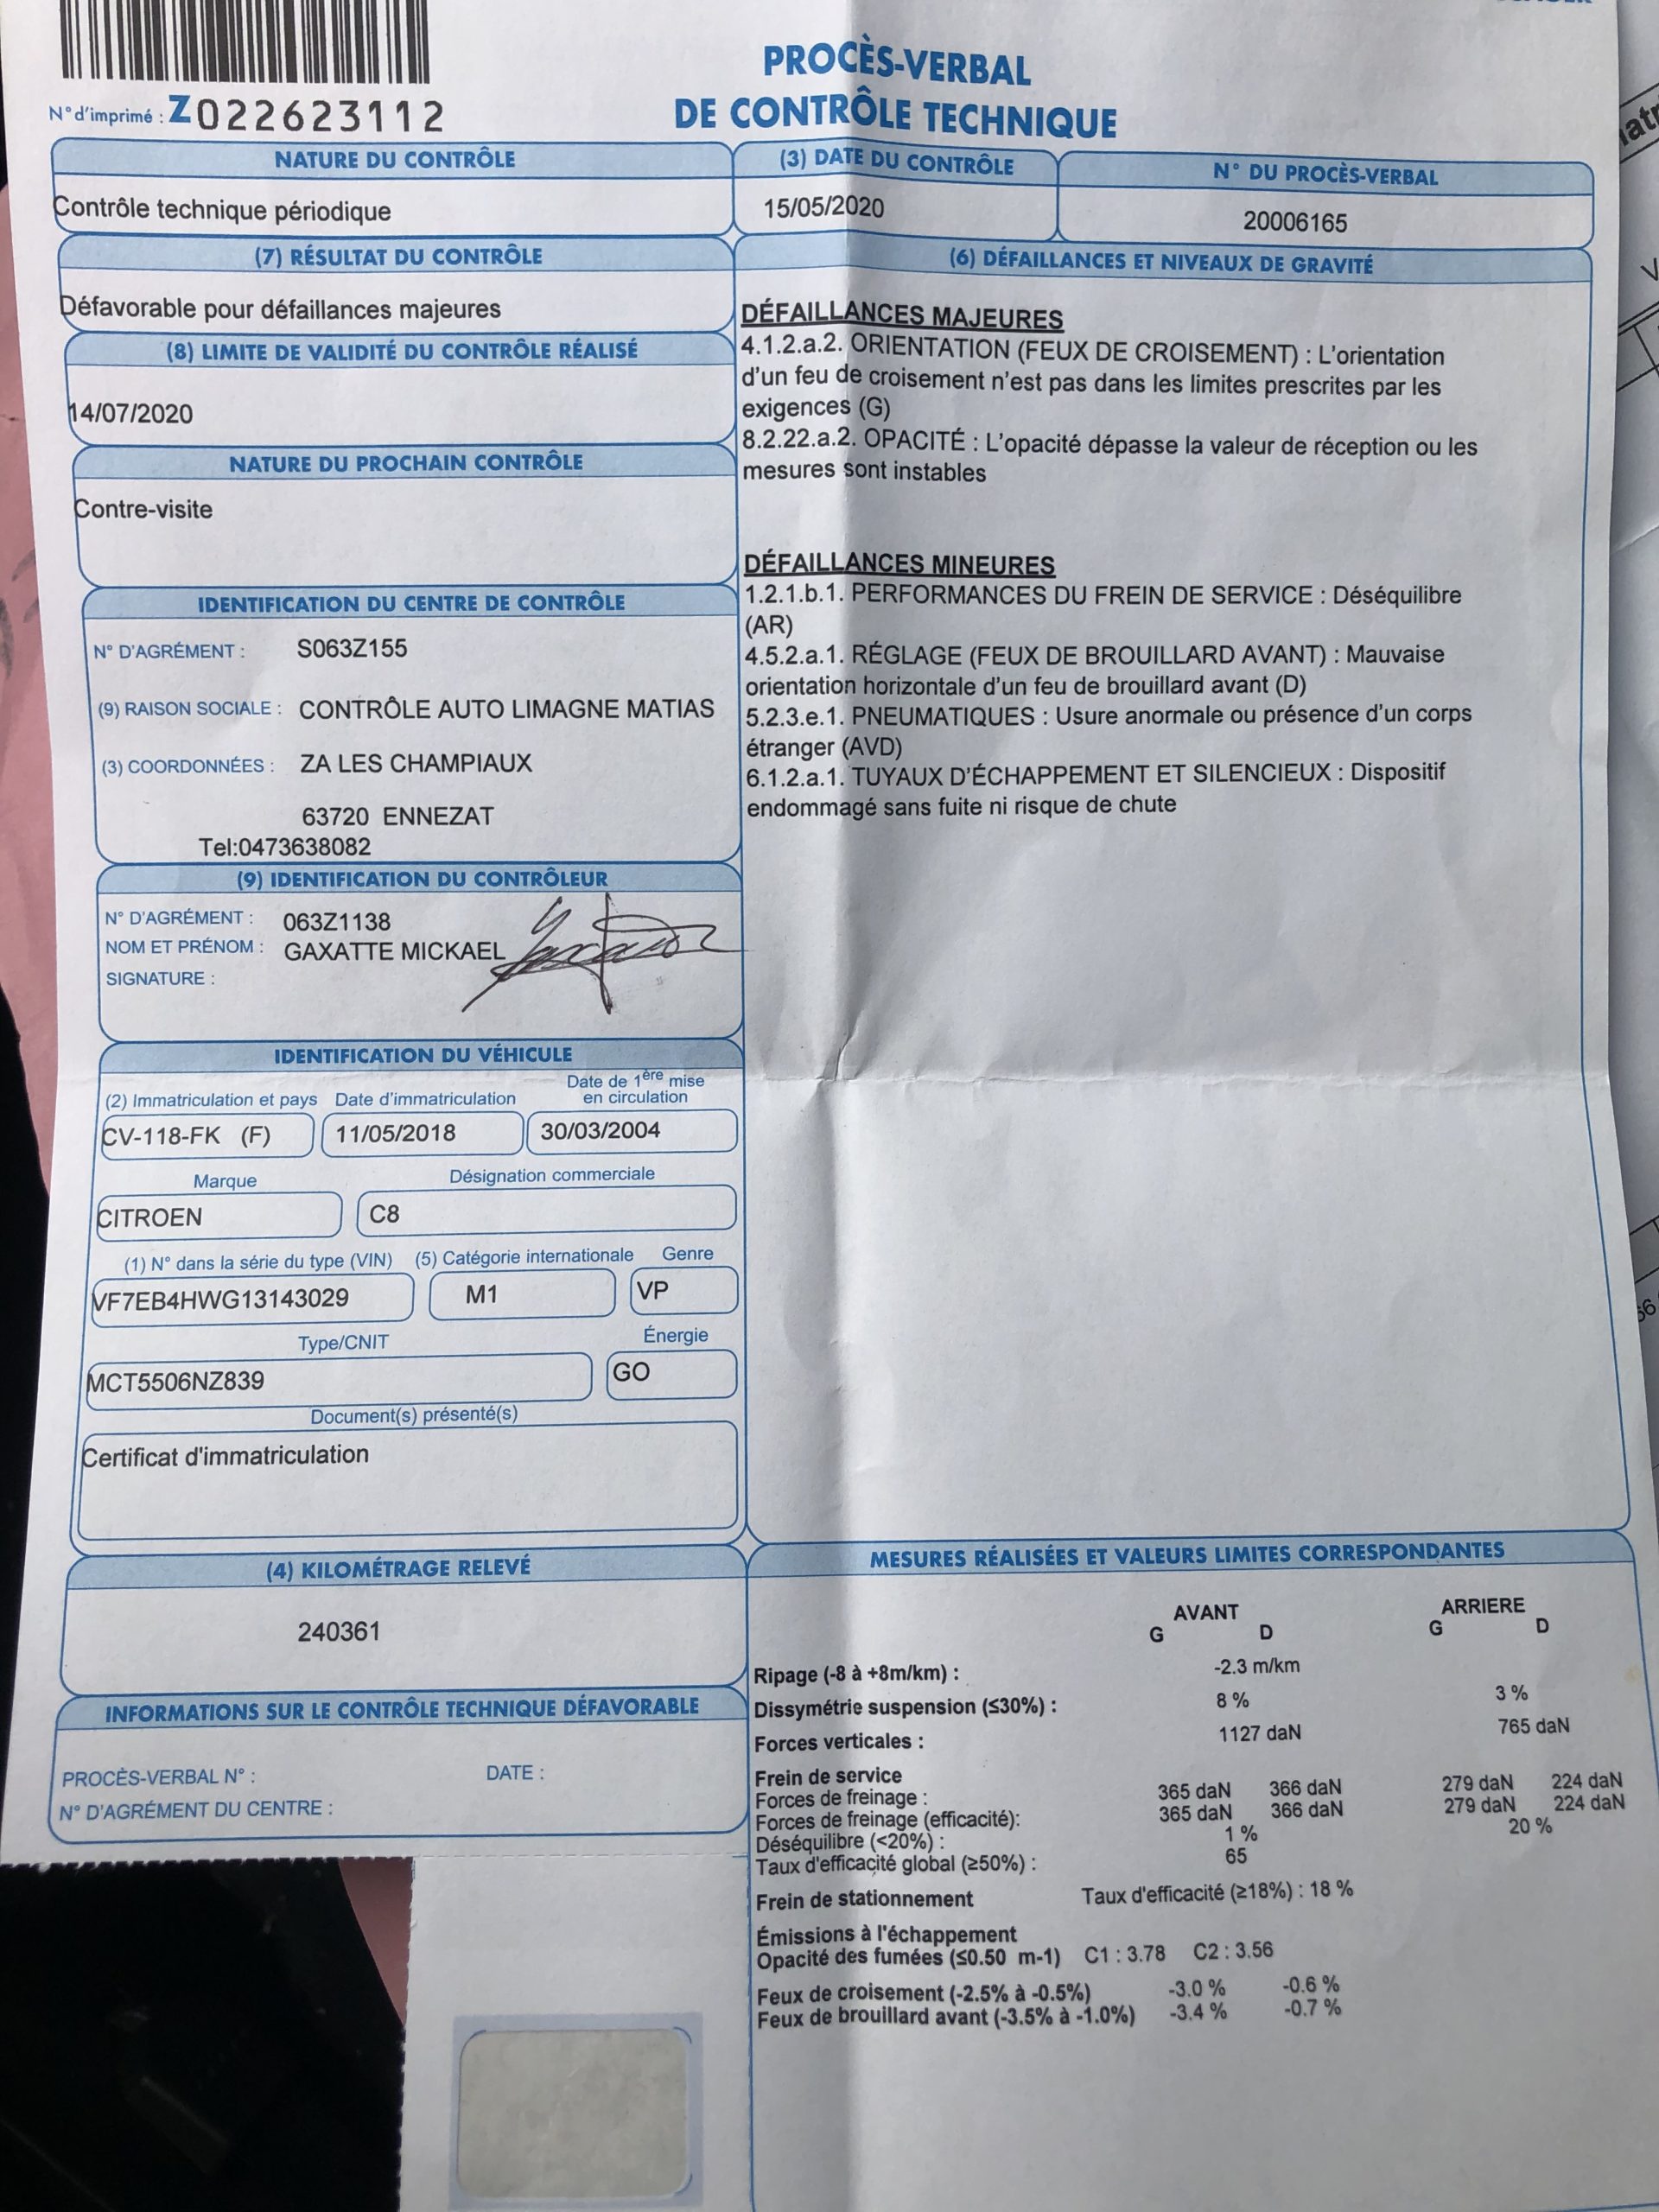 N°d'imprimé : Z022623112
PROCÈS-VERBAL
DE CONTRÔLE TECHNIQUE
NATURE DU CONTRÔLE
Contrôle technique périodique
(3) DATE DU CONTRÔLE
15/05/2020
N° DU PROCÈS-VERBAL
20006165
(7) RÉSULTAT DU CONTRÔLE
Défavorable pour défaillances majeures
(8) LIMITE DE VALIDITÉ DU CONTRÔLE RÉALISÉ
14/07/2020
NATURE DU PROCHAIN CONTRÔLE
Contre-visite
IDENTIFICATION DU CENTRE DE CONTRÔLE
N° D'AGRÉMENT : S063Z155
(9) RAISON SOCIALE : CONTRÔLE AUTO LIMAGNE MATIAS
(3) COORDONNÉES : ZA LES CHAMPIAUX
63720 ENNEZAT
Tel:0473638082
(9) IDENTIFICATION DU CONTRÔLEUR
N° D'AGRÉMENT : 063Z1138
NOM ET PRÉNOM : GAXATTE MICKAEL
SIGNATURE :
IDENTIFICATION DU VÉHICULE
(2) Immatriculation et pays Date d'immatriculation Date de 1ère mise
en circulation
CV-118-FK (F) 11/05/2018 30/03/2004
Marque Désignation commerciale
CITROEN C8
(1) N° dans la série du type (VIN) (5) Catégorie internationale Genre
VF7EB4HWG13143029 M1 VP
Type/CNIT Énergie
MCT5506NZ839 GO
Document(s) présenté(s)
Certificat d'immatriculation
(4) KILOMÉTRAGE RELEVÉ
240361
INFORMATIONS SUR LE CONTRÔLE TECHNIQUE DÉFAVORABLE
PROCÈS-VERBAL N° : DATE :
N° D'AGRÉMENT DU CENTRE :
(6) DÉFAILLANCES ET NIVEAUX DE GRAVITÉ
DÉFAILLANCES MAJEURES
4.1.2.a.2. ORIENTATION (FEUX DE CROISEMENT) : L'orientation
d'un feu de croisement n'est pas dans les limites prescrites par les
exigences (G)
8.2.22.a.2. OPACITÉ : L'opacité dépasse la valeur de réception ou les
mesures sont instables
DÉFAILLANCES MINEURES
1.2.1.b.1. PERFORMANCES DU FREIN DE SERVICE : Déséquilibre
(AR)
4.5.2.a.1. RÉGLAGE (FEUX DE BROUILLARD AVANT) : Mauvaise
orientation horizontale d'un feu de brouillard avant (D)
5.2.3.e.1. PNEUMATIQUES : Usure anormale ou présence d'un corps
étranger (AVD)
6.1.2.a.1. TUYAUX D'ÉCHAPPEMENT ET SILENCIEUX : Dispositif
endommagé sans fuite ni risque de chute
MESURES RÉALISÉES ET VALEURS LIMITES CORRESPONDANTES
AVANT ARRIERE
G D G D
Ripage (-8 à +8m/km) : -2.3 m/km
Dissymétrie suspension (≤30%) : 8 % 3 %
Forces verticales : 1127 daN 765 daN
Frein de service
Forces de freinage : 365 daN 366 daN 279 daN 224 daN
Forces de freinage (efficacité): 365 daN 366 daN 279 daN 224 daN
Déséquilibre (<20%) : 1 % 20 %
Taux d'efficacité global (≥50%) : 65
Frein de stationnement Taux d'efficacité (≥18%) : 18 %
Émissions à l'échappement
Opacité des fumées (≤0.50 m-1) C1 : 3.78 C2 : 3.56
Feux de croisement (-2.5% à -0.5%) -3.0 % -0.6 %
Feux de brouillard avant (-3.5% à -1.0%) -3.4 % -0.7 %